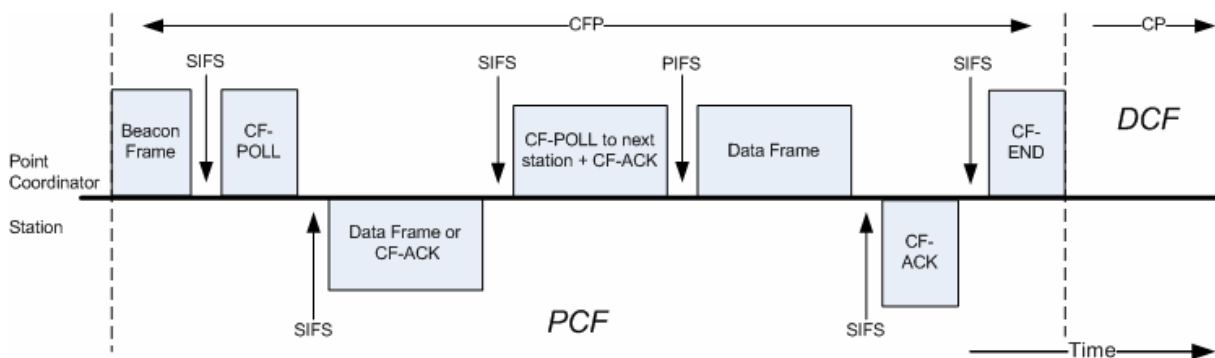 CFP
CP
SIFS
SIFS
PIFS
SIFS
Beacon
Frame
CF-
POLL
CF-POLL to next
station + CF-ACK
Data Frame
CF-
END
DCF
Point
Coordinator
Station
Data Frame or
CF-ACK
CF-
ACK
SIFS
PCF
SIFS
Time